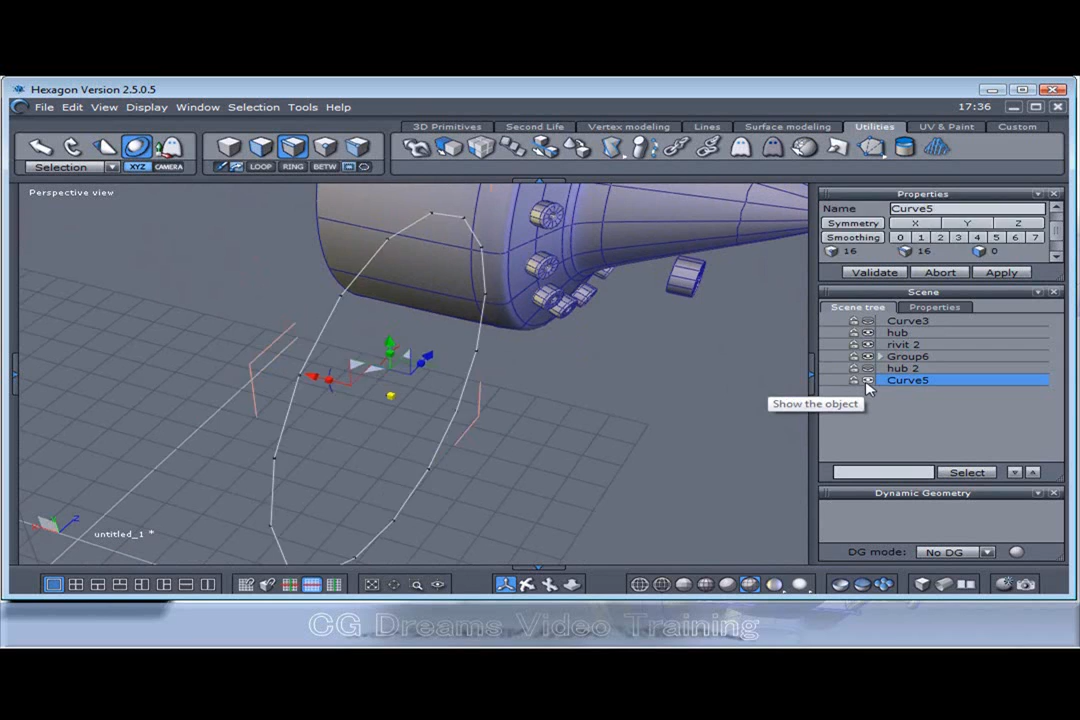 Hexagon Version 2.5.0.5
File Edit View Display Window Selection Tools Help 17:36
3D Primitives Second Life Vertex modeling Lines Surface modeling Utilities UV & Paint Custom
Selection XYZ CAMERA LOOP RING BETW
Perspective view
Properties
Name Curve5
Symmetry X Y Z
Smoothing 0 1 2 3 4 5 6 7
16 16 0
Validate Abort Apply
Scene
Scene tree Properties
Curve3
hub
rivit 2
Group6
hub 2
Curve5
Show the object
Select
Dynamic Geometry
untitled_1 *
DG mode: No DG
CG Dreams Video Training